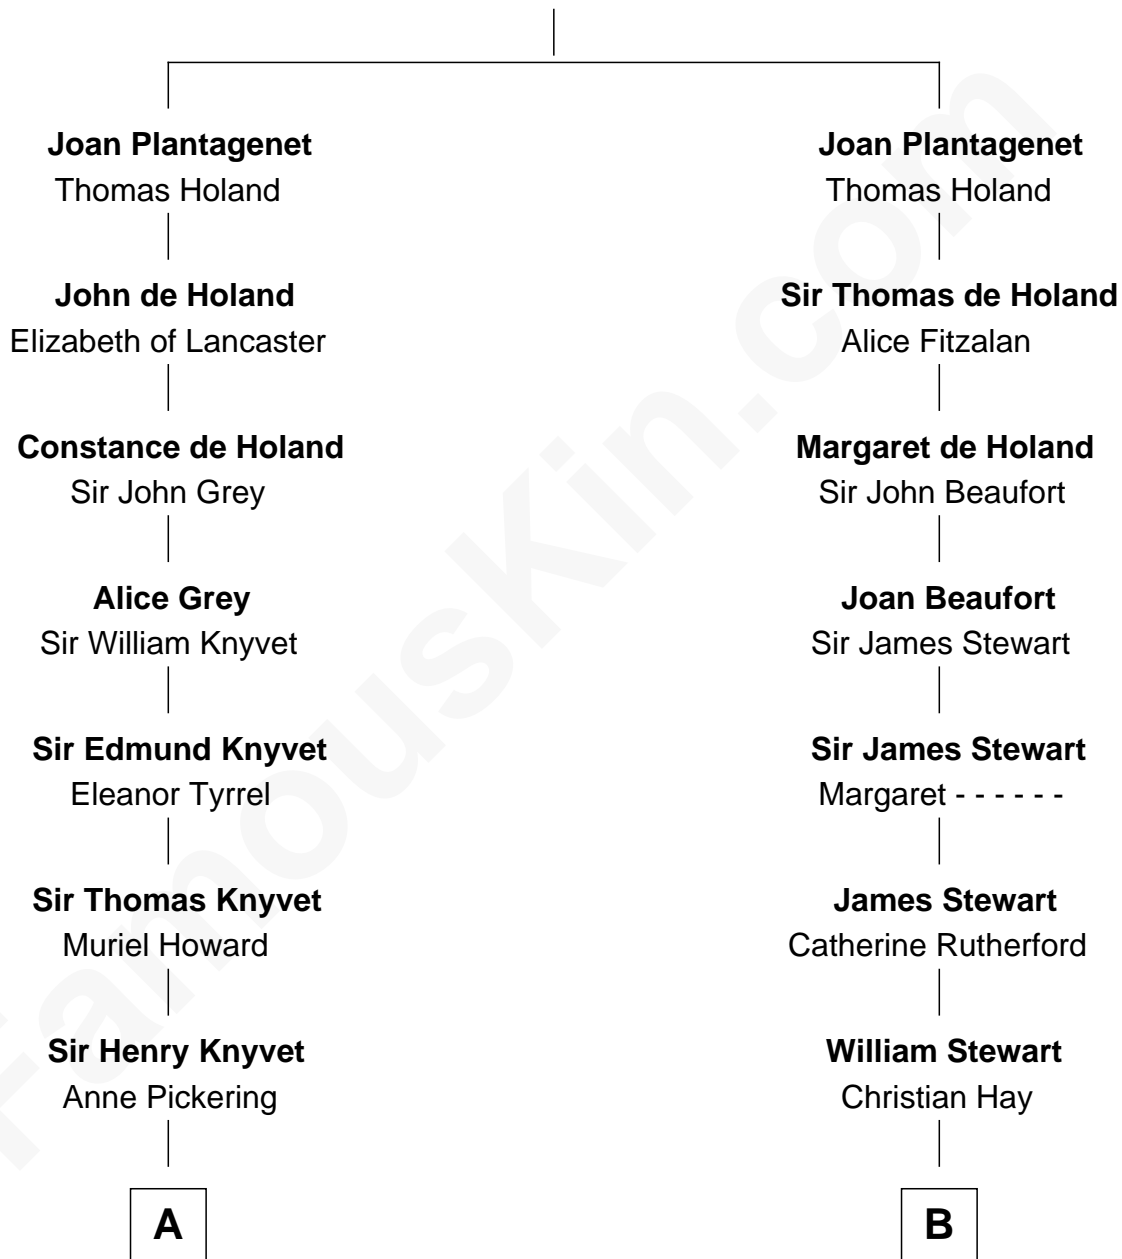 Joan Plantagenet
Thomas Holand
John de Holand
Elizabeth of Lancaster
Constance de Holand
Sir John Grey
Alice Grey
Sir William Knyvet
Sir Edmund Knyvet
Eleanor Tyrrel
Sir Thomas Knyvet
Muriel Howard
Sir Henry Knyvet
Anne Pickering
A
Joan Plantagenet
Thomas Holand
Sir Thomas de Holand
Alice Fitzalan
Margaret de Holand
Sir John Beaufort
Joan Beaufort
Sir James Stewart
Sir James Stewart
Margaret - - - - - -
James Stewart
Catherine Rutherford
William Stewart
Christian Hay
B
FamousKin.com